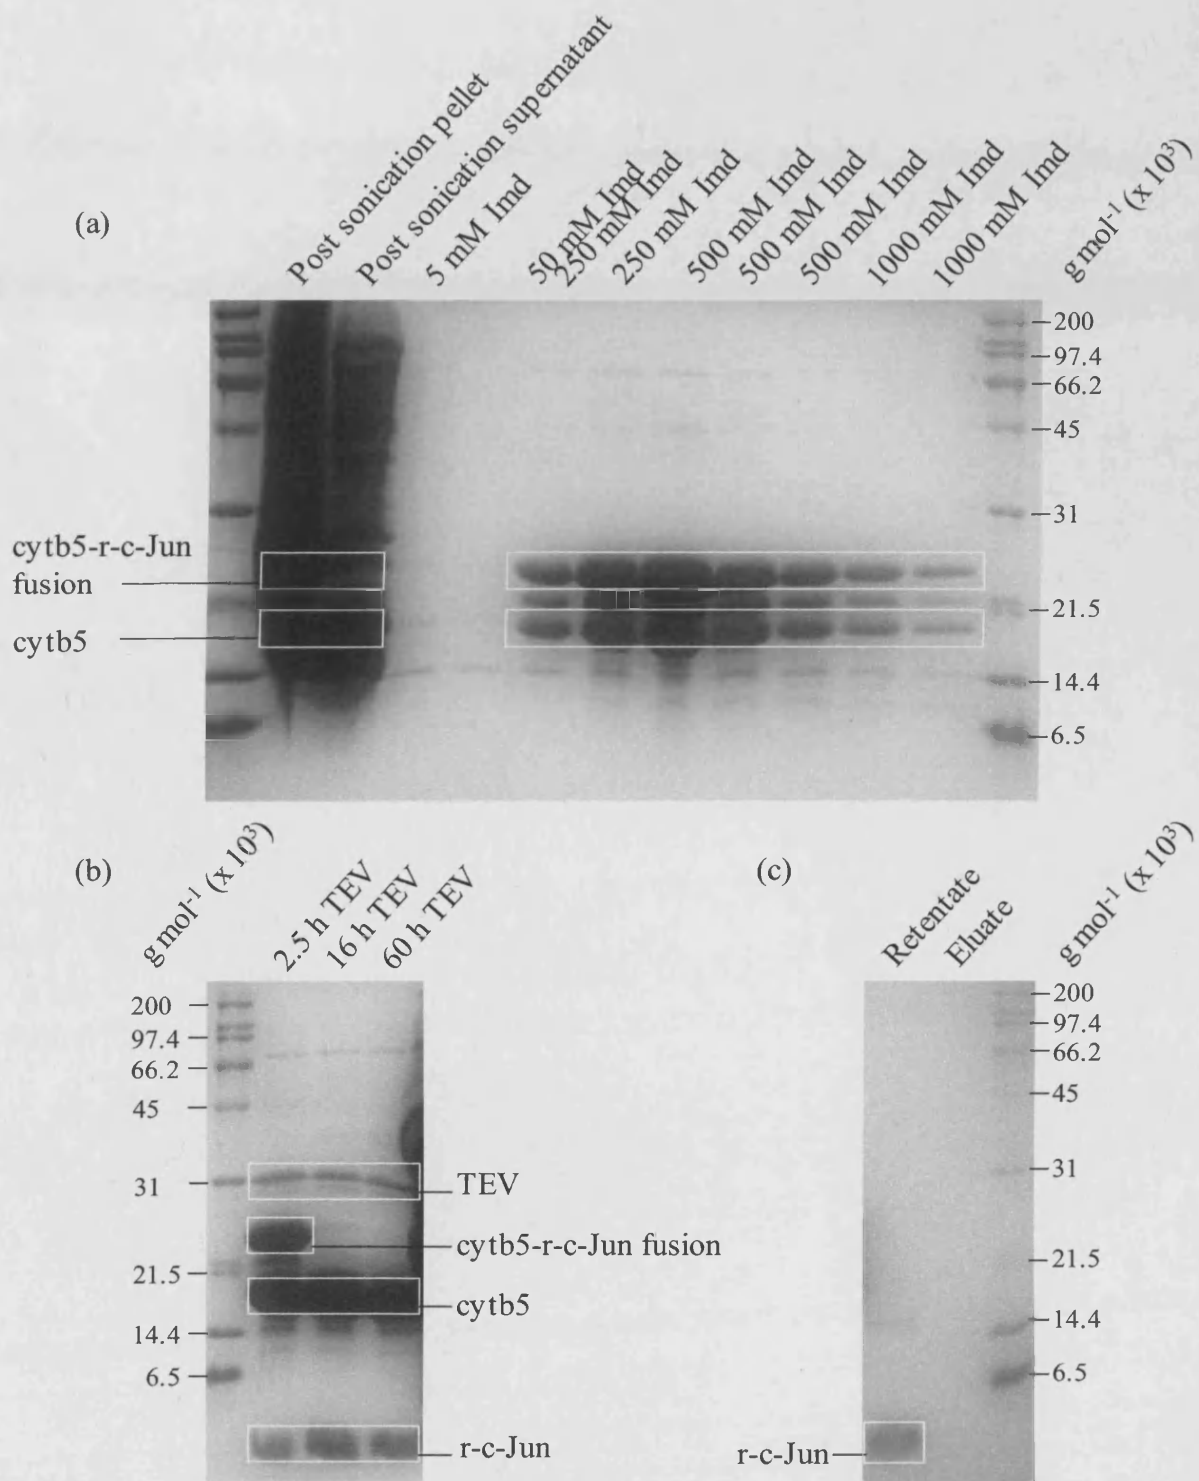 (a)
Post sonication pellet
Post sonication supernatant
5 mM Imd
50 mM Imd
250 mM Imd
250 mM Imd
500 mM Imd
500 mM Imd
500 mM Imd
1000 mM Imd
1000 mM Imd
g mol⁻¹ (x 10³)
200
97.4
66.2
45
31
21.5
14.4
6.5
cytb5-r-c-Jun
fusion
cytb5
(b)
g mol⁻¹ (x 10³)
2.5 h TEV
16 h TEV
60 h TEV
200
97.4
66.2
45
31
21.5
14.4
6.5
TEV
cytb5-r-c-Jun fusion
cytb5
r-c-Jun
(c)
Retentate
Eluate
g mol⁻¹ (x 10³)
200
97.4
66.2
45
31
21.5
14.4
6.5
r-c-Jun